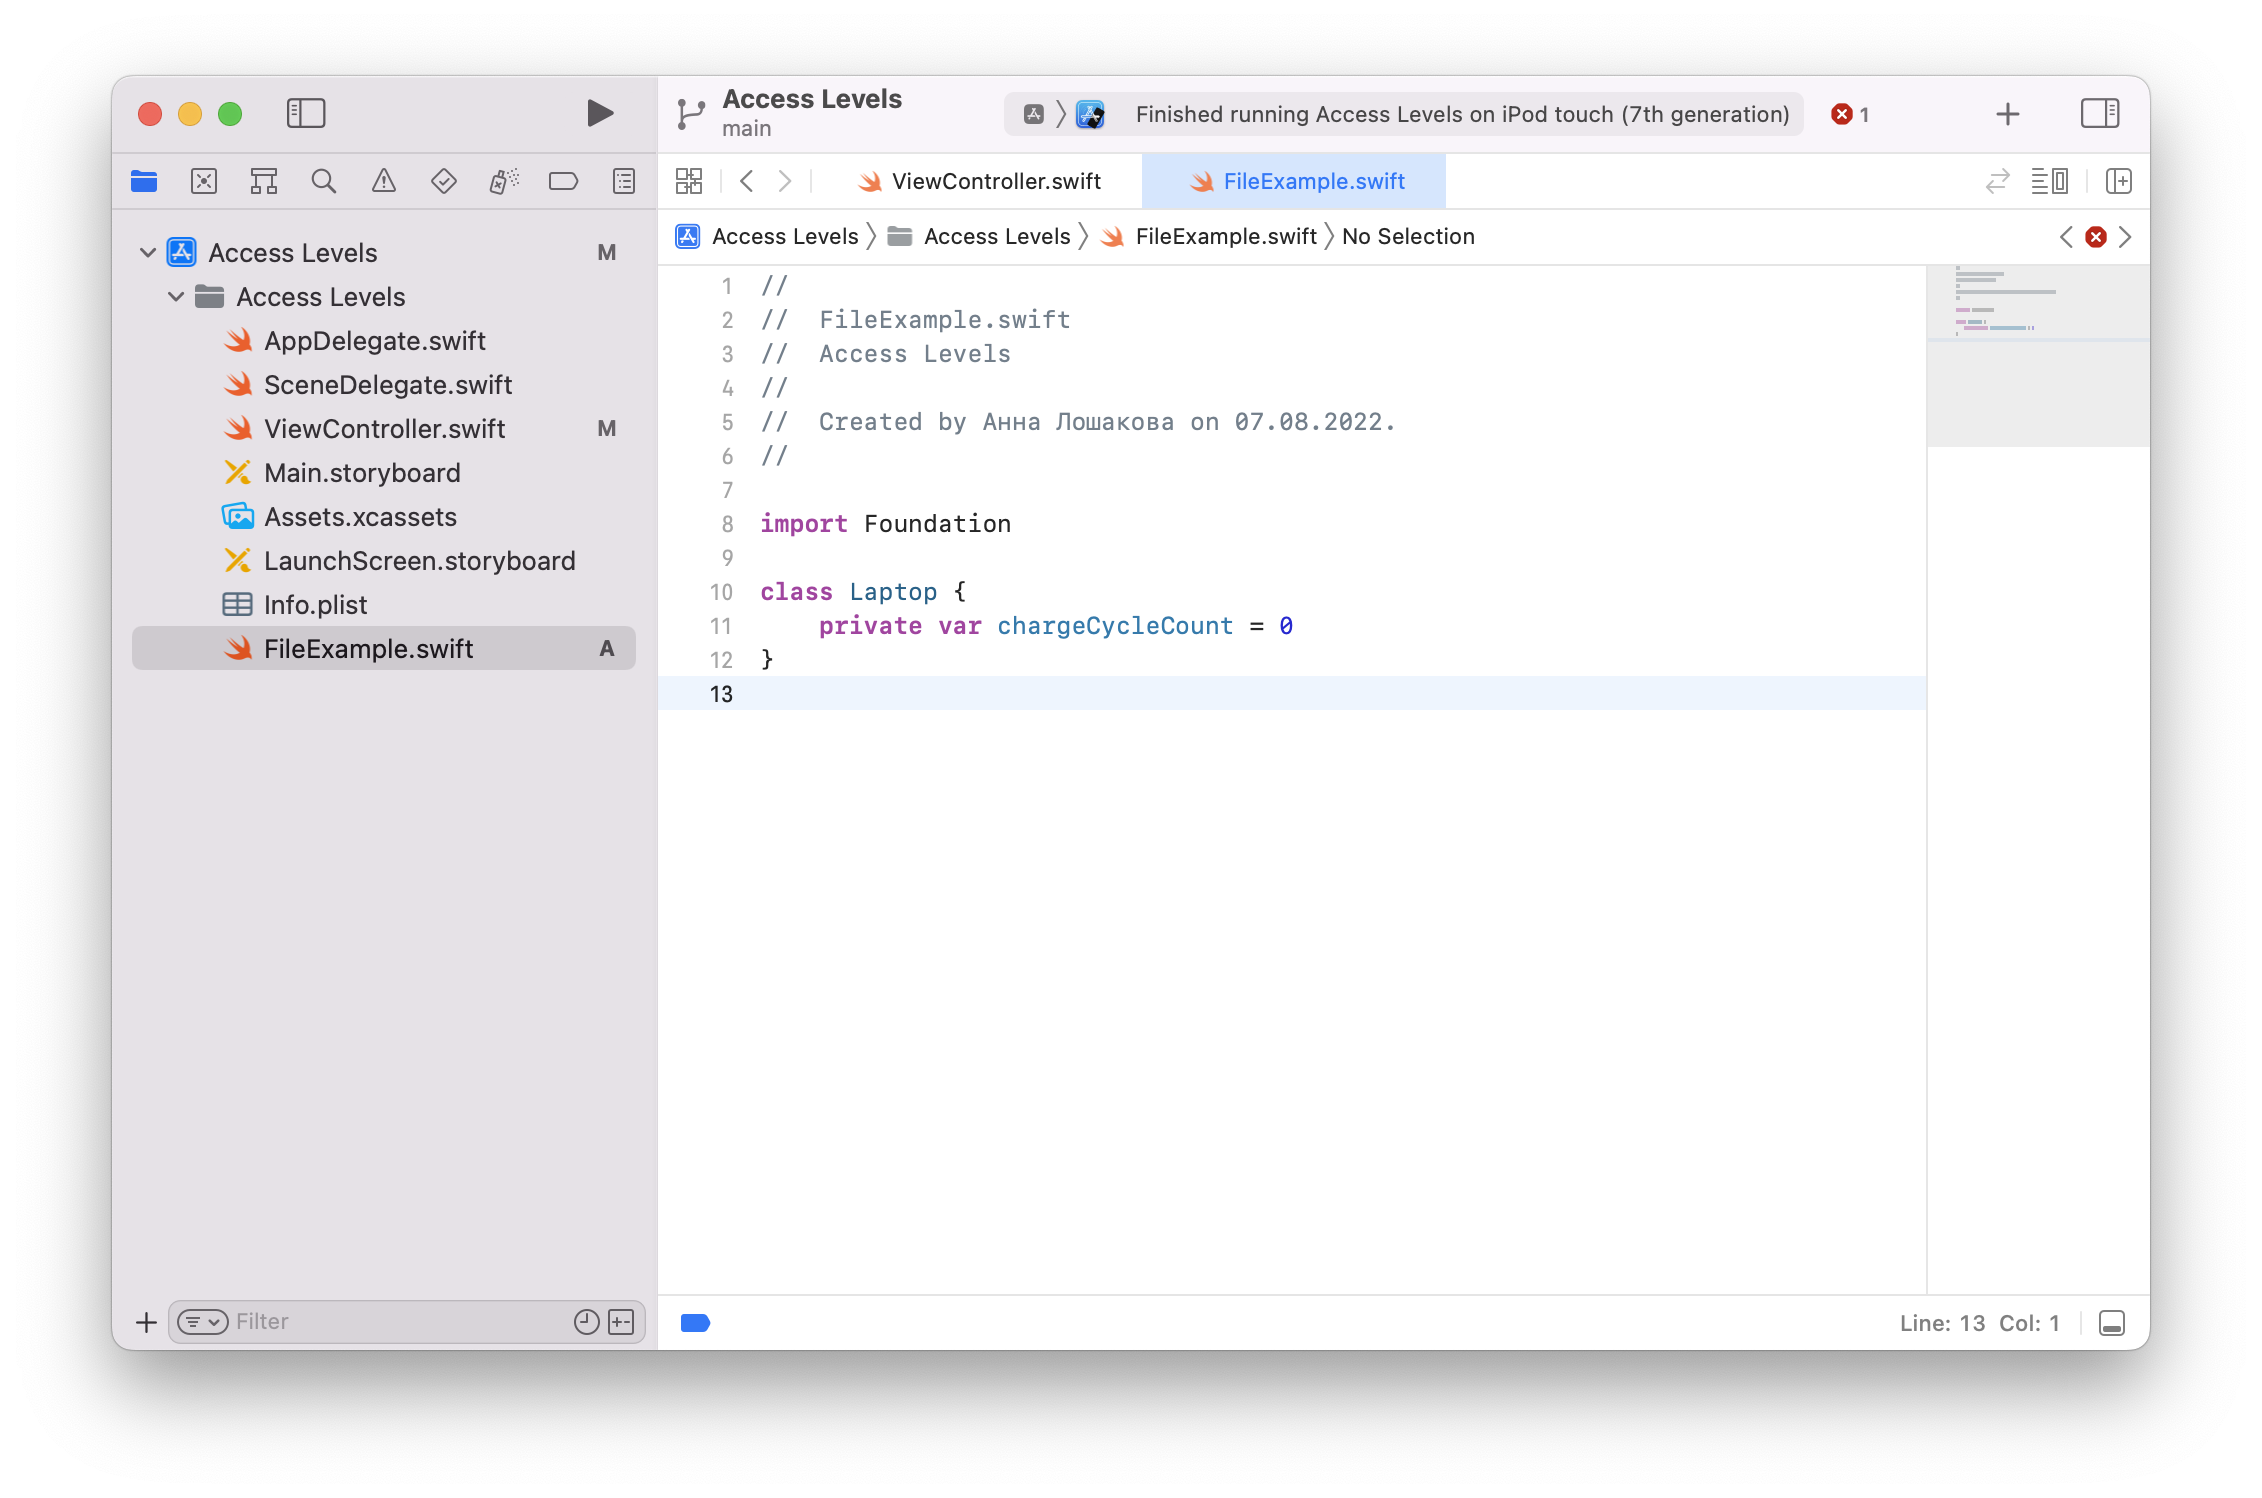 Access Levels
main
Finished running Access Levels on iPod touch (7th generation)
1
ViewController.swift
FileExample.swift
Access Levels
Access Levels
FileExample.swift
No Selection
Access Levels M
Access Levels
AppDelegate.swift
SceneDelegate.swift
ViewController.swift M
Main.storyboard
Assets.xcassets
LaunchScreen.storyboard
Info.plist
FileExample.swift A
Filter
1 //
2 //  FileExample.swift
3 //  Access Levels
4 //
5 //  Created by Анна Лошакова on 07.08.2022.
6 //
7
8 import Foundation
9
10 class Laptop {
11     private var chargeCycleCount = 0
12 }
13
Line: 13 Col: 1